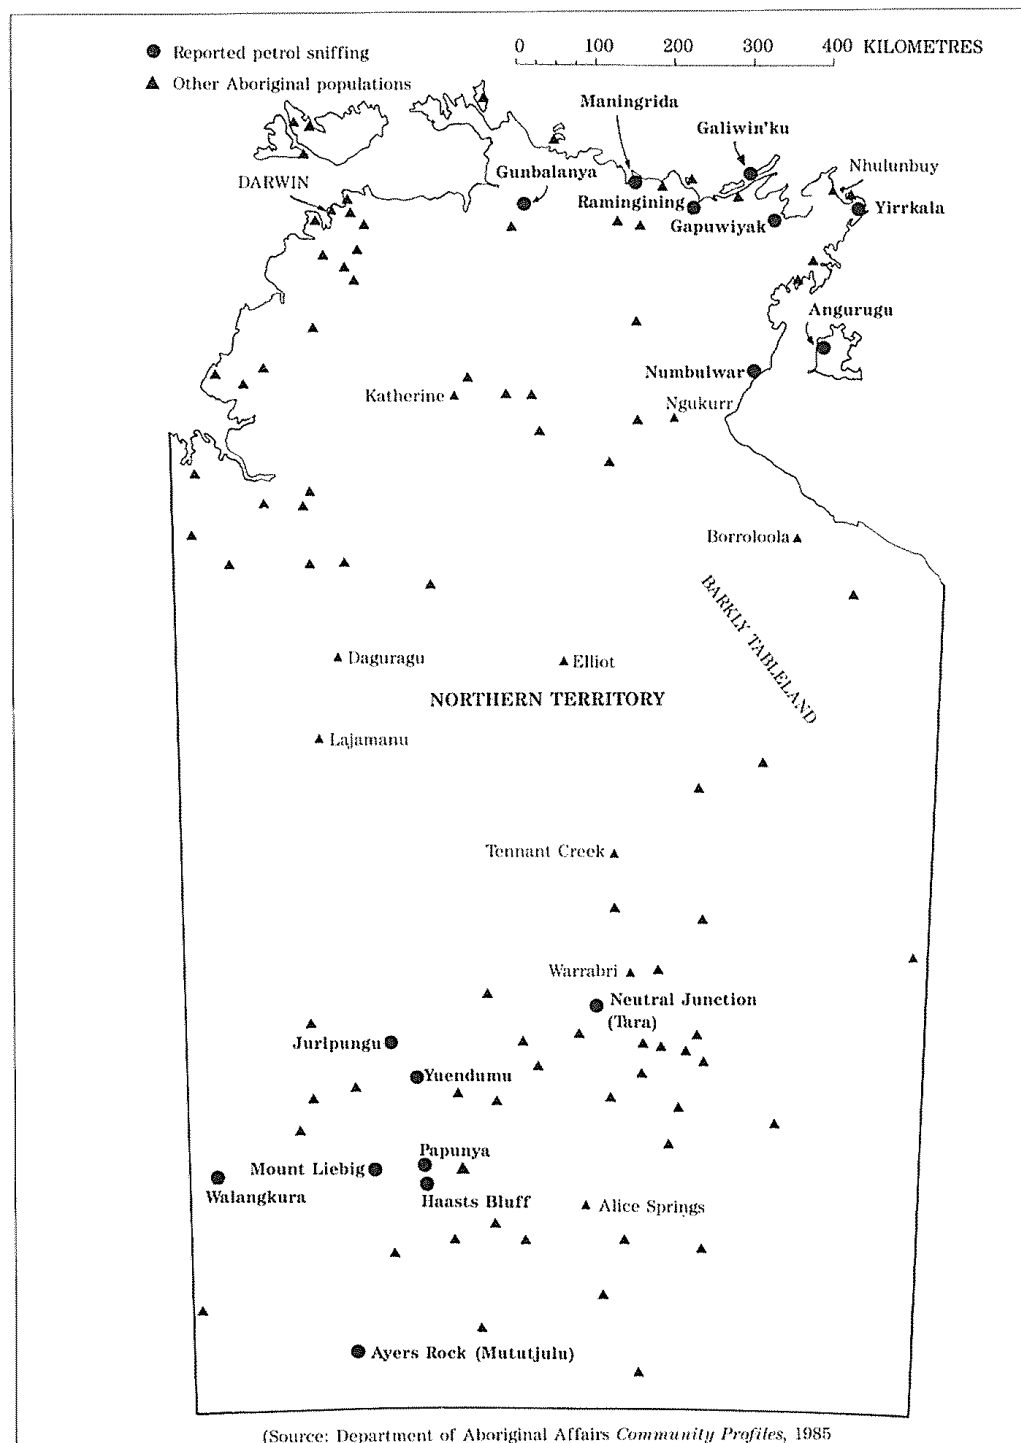 0 100 200 300 400 KILOMETRES
Reported petrol sniffing
Other Aboriginal populations
Maningrida
Galiwin'ku
Nhulunbuy
Gunbalanya
DARWIN
Ramingining
Yirrkala
Gapuwiyak
Angurugu
Numbulwar
Katherine
Ngukurr
Borroloola
BARKLY TABLELAND
Daguragu
Elliot
NORTHERN TERRITORY
Lajamanu
Tennant Creek
Warrabri
Neutral Junction
(Tara)
Jurlpungu
Yuendumu
Papunya
Mount Liebig
Walangkura
Haasts Bluff
Alice Springs
Ayers Rock (Mututjulu)
(Source: Department of Aboriginal Affairs Community Profiles, 1985